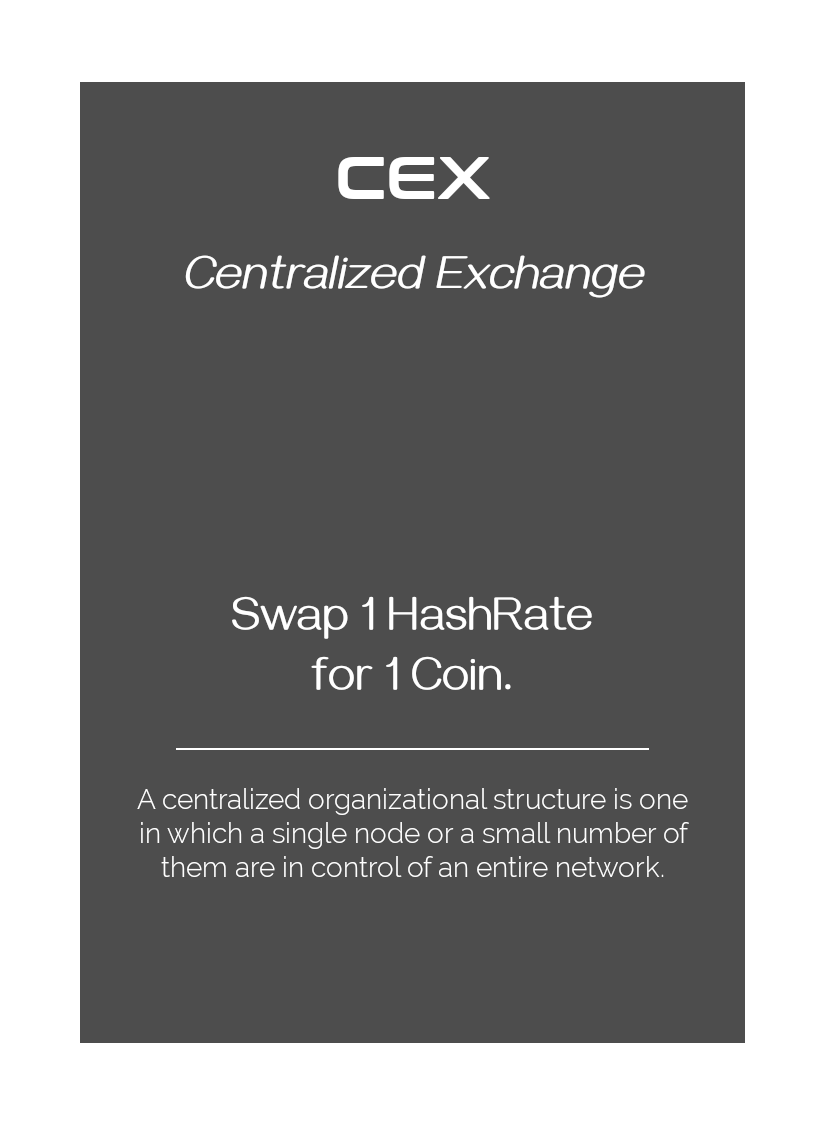 CEX
Centralized Exchange
Swap 1 HashRate
for 1 Coin.
A centralized organizational structure is one
in which a single node or a small number of
them are in control of an entire network.